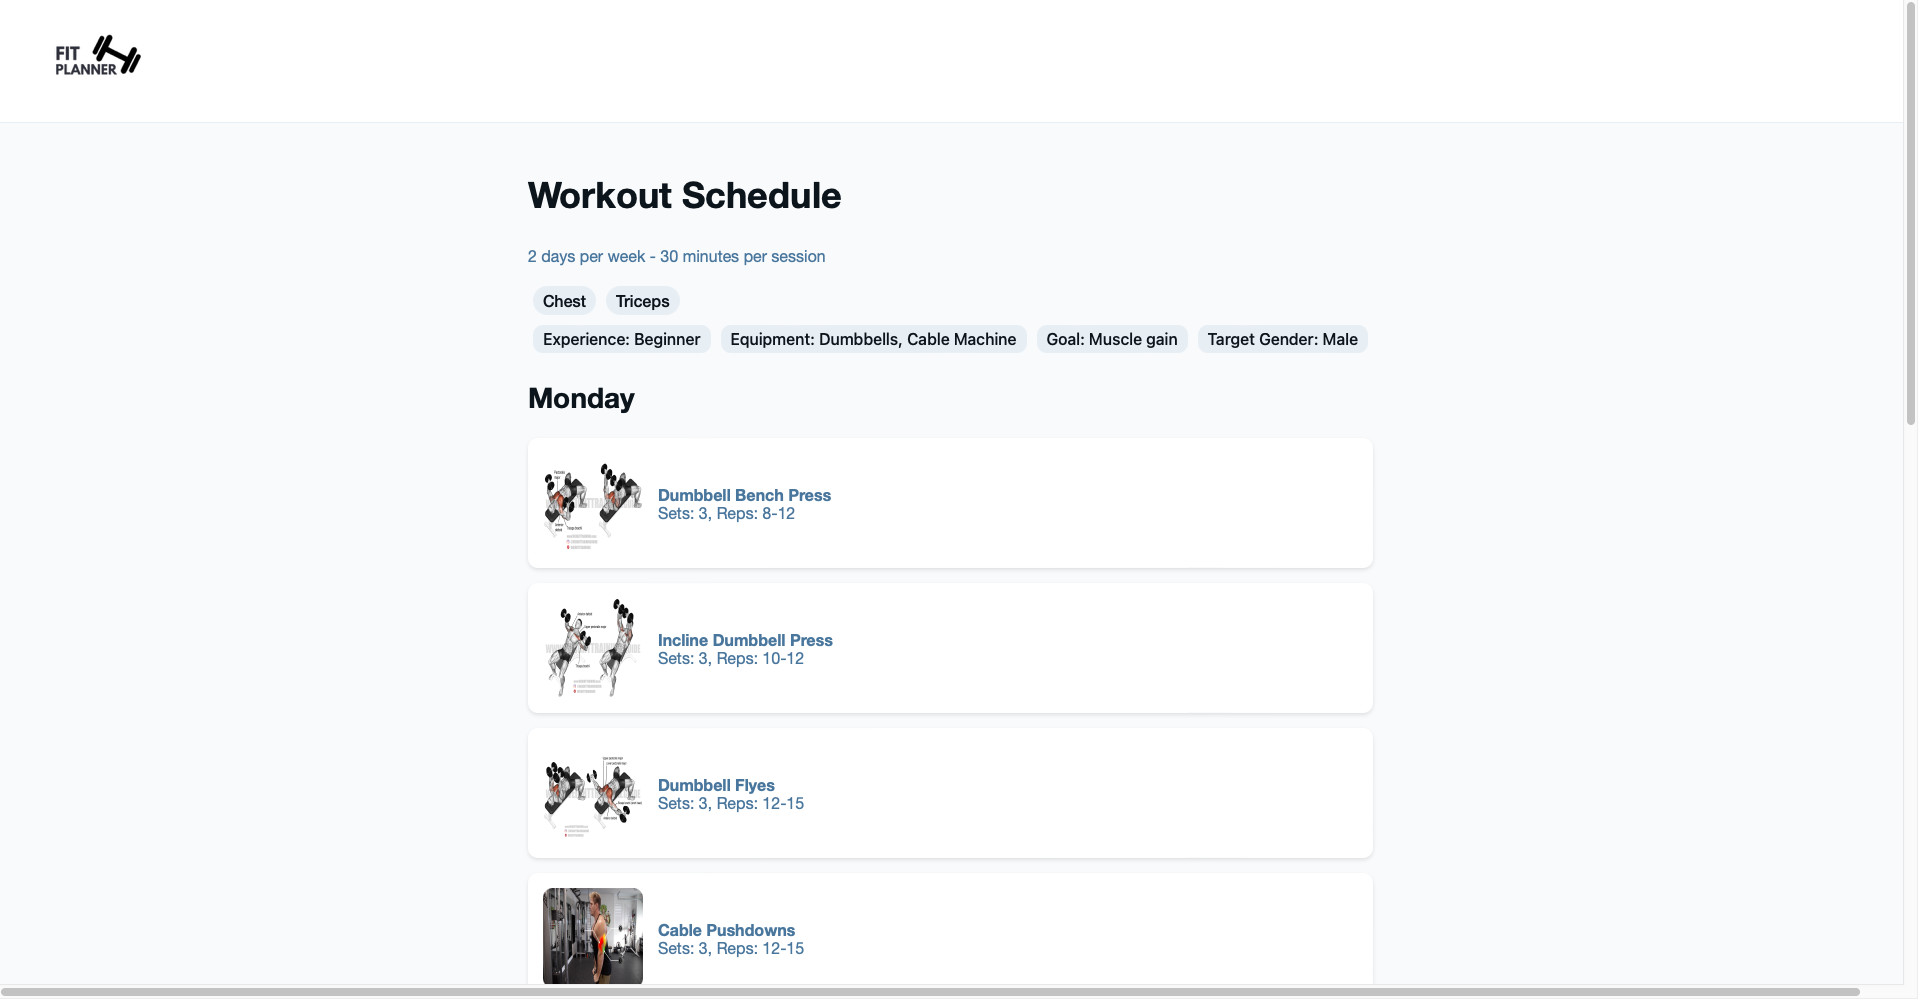 FIT
PLANNER
Workout Schedule
2 days per week - 30 minutes per session
Chest Triceps
Experience: Beginner Equipment: Dumbbells, Cable Machine Goal: Muscle gain Target Gender: Male
Monday
Dumbbell Bench Press
Sets: 3, Reps: 8-12
Incline Dumbbell Press
Sets: 3, Reps: 10-12
Dumbbell Flyes
Sets: 3, Reps: 12-15
Cable Pushdowns
Sets: 3, Reps: 12-15